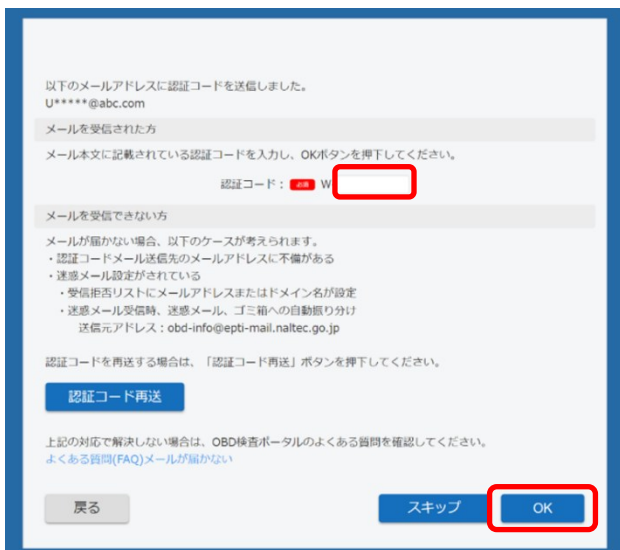 以下のメールアドレスに認証コードを送信しました。
U*****@abc.com
メールを受信された方
メール本文に記載されている認証コードを入力し、OKボタンを押下してください。
認証コード： 必須 W
メールを受信できない方
メールが届かない場合、以下のケースが考えられます。
・認証コードメール送信先のメールアドレスに不備がある
・迷惑メール設定がされている
・受信拒否リストにメールアドレスまたはドメイン名が設定
・迷惑メール受信時、迷惑メール、ゴミ箱への自動振り分け
送信元アドレス：obd-info@epti-mail.naltec.go.jp
認証コードを再送する場合は、「認証コード再送」ボタンを押下してください。
認証コード再送
上記の対応で解決しない場合は、OBD検査ポータルのよくある質問を確認してください。
よくある質問(FAQ)メールが届かない
戻る
スキップ
OK